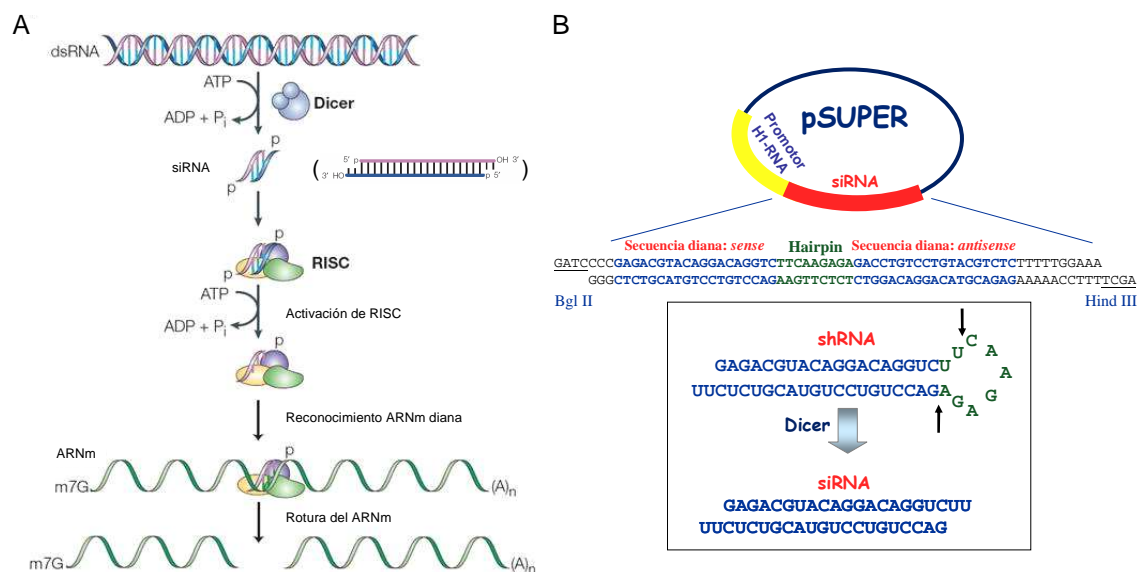 A
dsRNA
ATP
Dicer
ADP + Pi
siRNA
p
p
( 5' p OH 3'
3' HO p 5' )
p
RISC
ATP
ADP + Pi
Activación de RISC
p
Reconocimiento ARNm diana
ARNm
p
m7G
(A)n
Rotura del ARNm
m7G
(A)n
B
pSUPER
Promotor
H1-RNA
siRNA
Secuencia diana: sense Hairpin Secuencia diana: antisense
GATCCCCGAGACGTACAGGACAGGTCTTCAAGAGAGACCTGTCCTGTACGTCTCTTTTTGGAAA
GGGCTCTGCATGTCCTGTCCAGAAGTTCTCTCTGGACAGGACATGCAGAGAAAAACCTTTTCGA
Bgl II Hind III
shRNA
GAGACGUACAGGACAGGUCUUCAAGAGA
UUCUCUGCAUGUCCUGUCCAG
Dicer
siRNA
GAGACGUACAGGACAGGUCUU
UUCUCUGCAUGUCCUGUCCAG